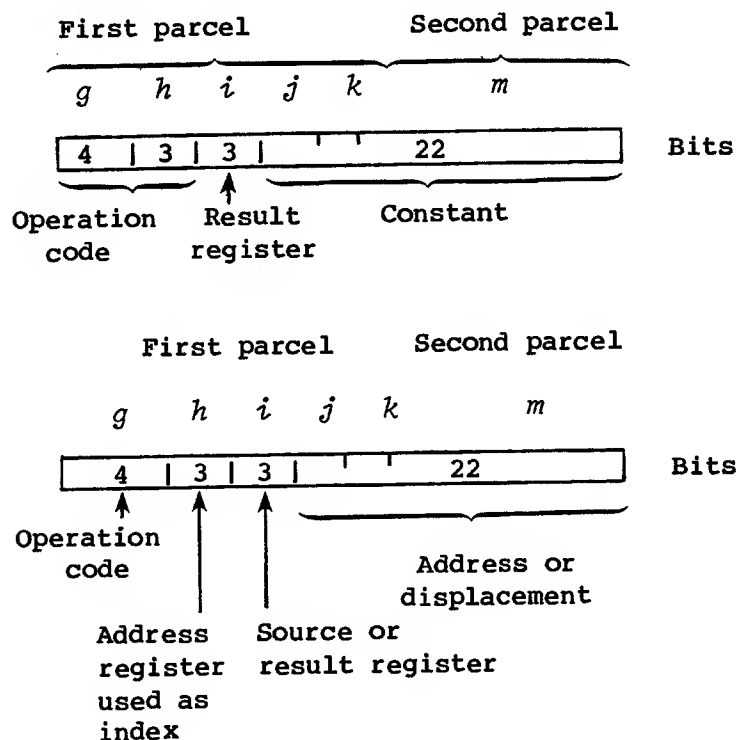 First parcel Second parcel
g h i j k m
4 | 3 | 3 | 22 Bits
Operation Result Constant
code register
First parcel Second parcel
g h i j k m
4 | 3 | 3 | 22 Bits
Operation
code
Address or
displacement
Address Source or
register result register
used as
index